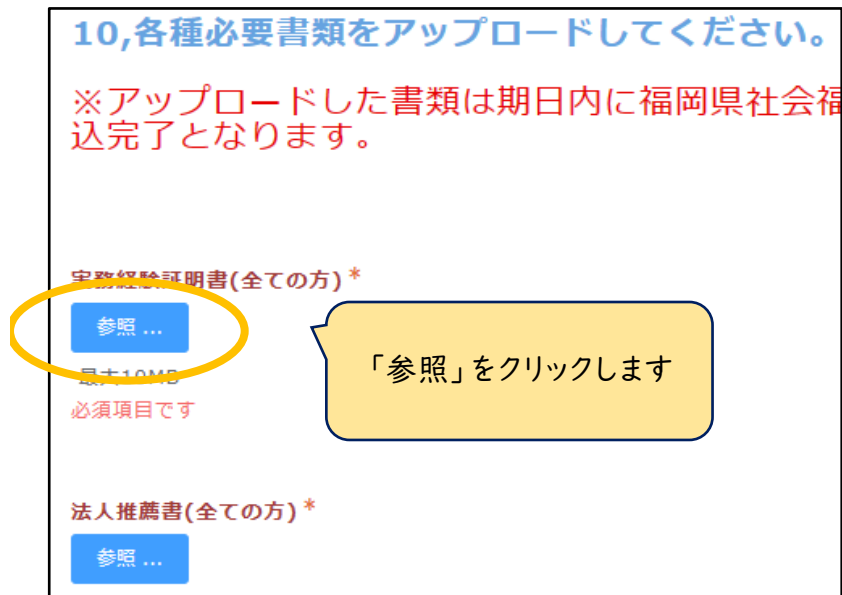 10,各種必要書類をアップロードしてください。
※アップロードした書類は期日内に福岡県社会福
込完了となります。
実務経験証明書(全ての方)*
参照 ...
最大10MB
必須項目です
「参照」をクリックします
法人推薦書(全ての方)*
参照 ...